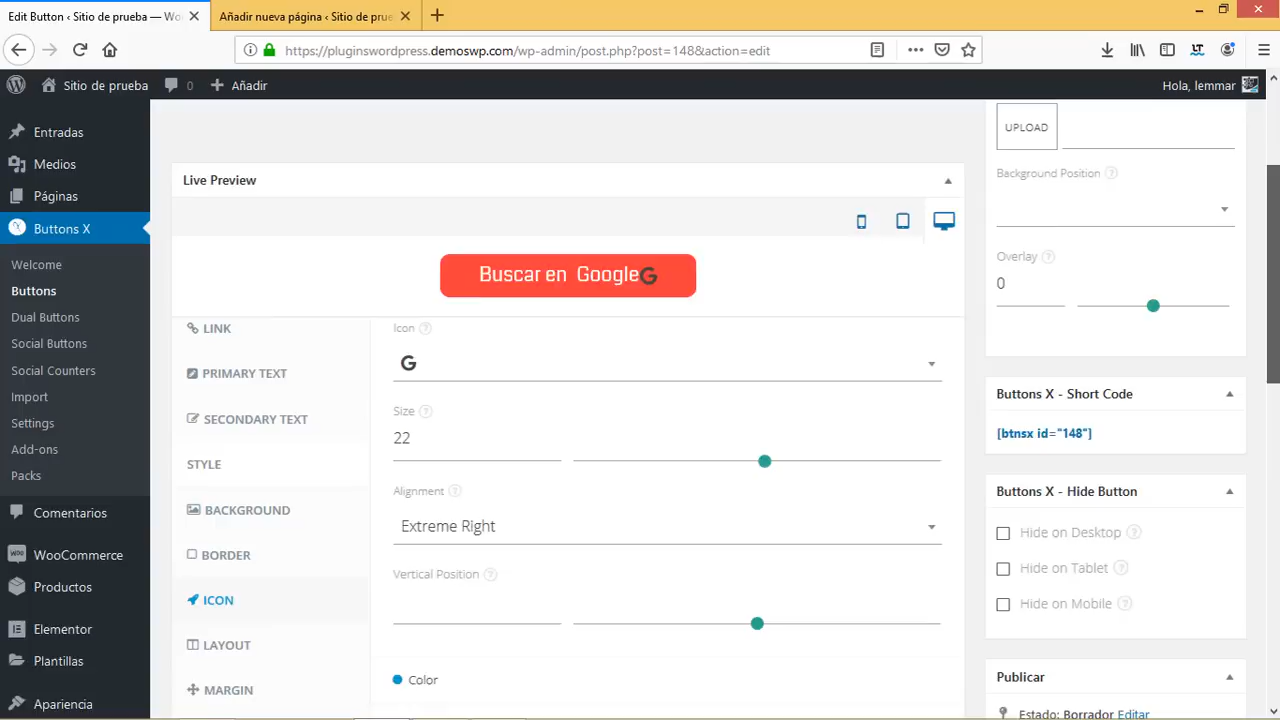 Edit Button ‹ Sitio de prueba — Wo
Añadir nueva página ‹ Sitio de prue
https://pluginswordpress.demoswp.com/wp-admin/post.php?post=148&action=edit
Sitio de prueba
0
Añadir
Hola, lemmar
Entradas
Medios
Páginas
Buttons X
Welcome
Buttons
Dual Buttons
Social Buttons
Social Counters
Import
Settings
Add-ons
Packs
Comentarios
WooCommerce
Productos
Elementor
Plantillas
Apariencia
Live Preview
Buscar en Google
LINK
PRIMARY TEXT
SECONDARY TEXT
STYLE
BACKGROUND
BORDER
ICON
LAYOUT
MARGIN
Icon
G
Size
22
Alignment
Extreme Right
Vertical Position
Color
UPLOAD
Background Position
Overlay
0
Buttons X - Short Code
[btnsx id="148"]
Buttons X - Hide Button
Hide on Desktop
Hide on Tablet
Hide on Mobile
Publicar
Estado: Borrador Editar